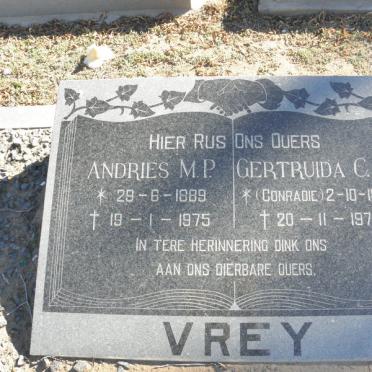 HIER RUS ONS OUERS
ANDRIES M.P. GERTRUIDA C.
* 29-6-1889 * (CONRADIE) 2-10-1
† 19-1-1975 † 20-11-197
IN TERE HERINNERING DINK ONS
AAN ONS DIERBARE OUERS.
VREY